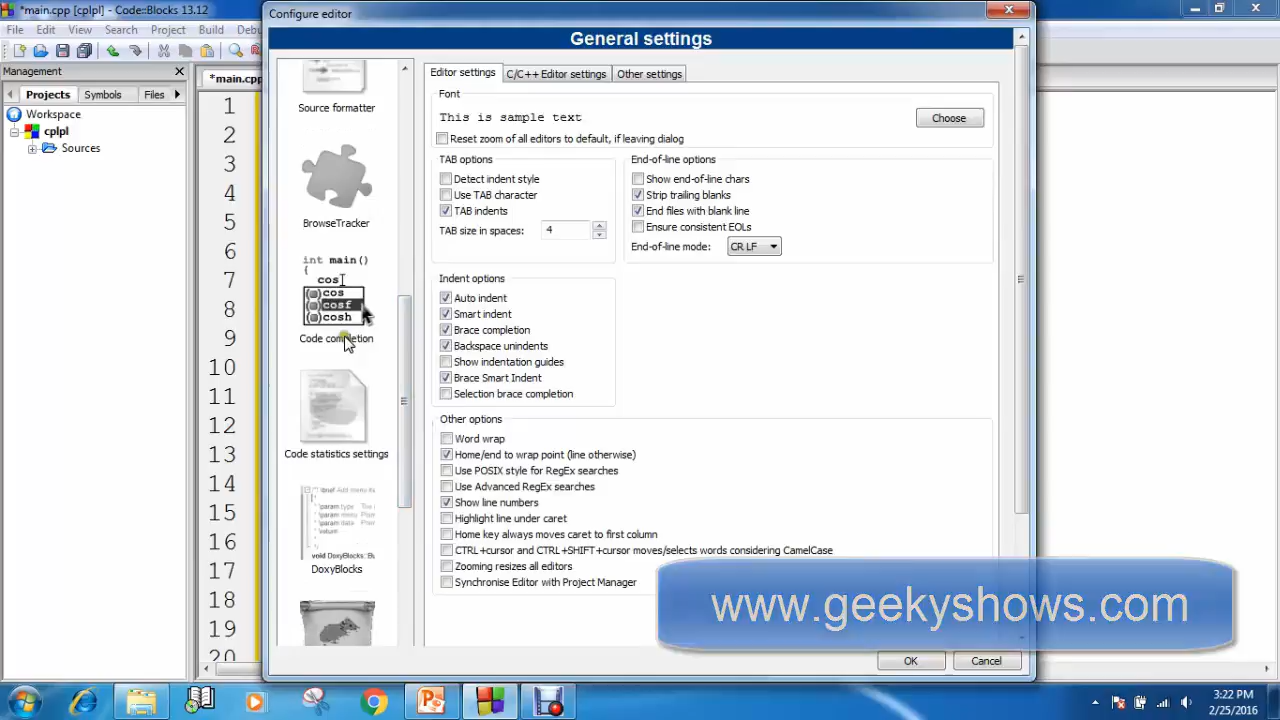 *main.cpp [cplpl] - Code::Blocks 13.12
File Edit View Search Project Build Debu
Management
Projects Symbols Files
Workspace
cplpl
Sources
*main.cpp
1
2
3
4
5
6
7
8
9
10
11
12
13
14
15
16
17
18
19
20
Configure editor
General settings
Source formatter
BrowseTracker
int main()
{
cos
cos
cosf
cosh
Code completion
Code statistics settings
void DoxyBlocks::Bu
DoxyBlocks
Editor settings C/C++ Editor settings Other settings
Font
This is sample text
Choose
Reset zoom of all editors to default, if leaving dialog
TAB options
Detect indent style
Use TAB character
TAB indents
TAB size in spaces: 4
End-of-line options
Show end-of-line chars
Strip trailing blanks
End files with blank line
Ensure consistent EOLs
End-of-line mode: CR LF
Indent options
Auto indent
Smart indent
Brace completion
Backspace unindents
Show indentation guides
Brace Smart Indent
Selection brace completion
Other options
Word wrap
Home/end to wrap point (line otherwise)
Use POSIX style for RegEx searches
Use Advanced RegEx searches
Show line numbers
Highlight line under caret
Home key always moves caret to first column
CTRL+cursor and CTRL+SHIFT+cursor moves/selects words considering CamelCase
Zooming resizes all editors
Synchronise Editor with Project Manager
www.geekyshows.com
OK Cancel
3:22 PM
2/25/2016